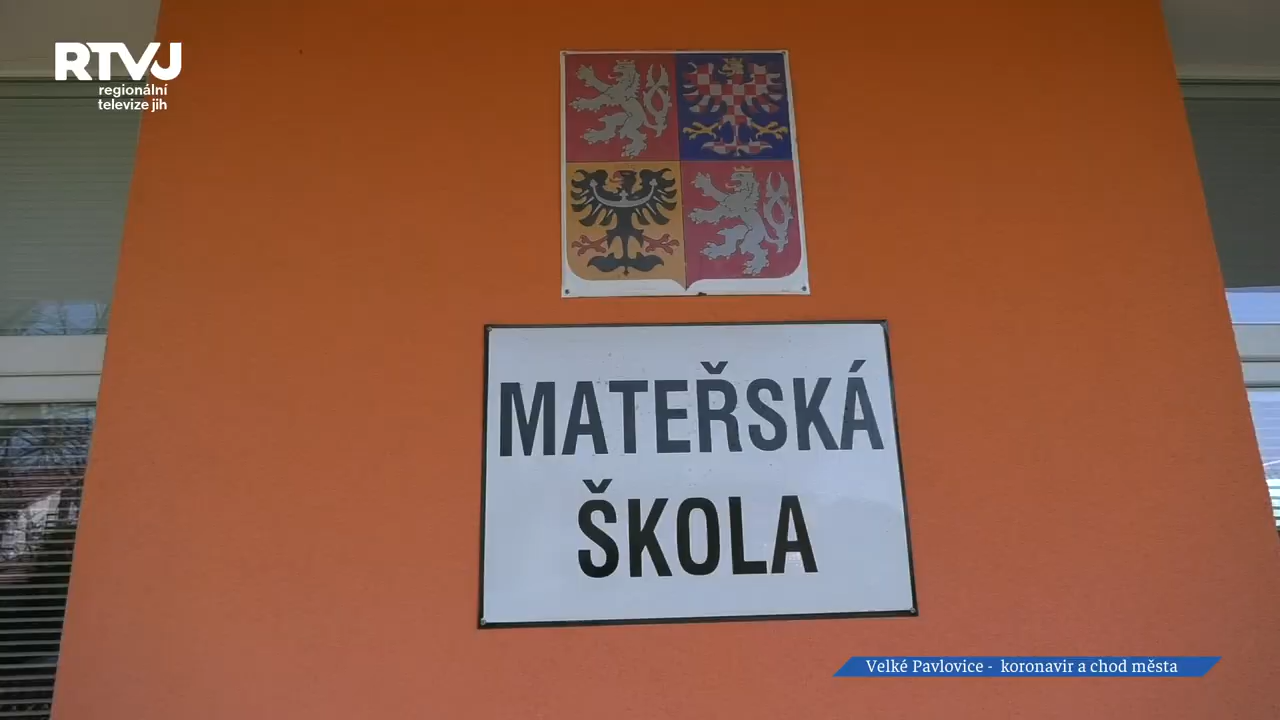 RTVJ
regionální
televize jih
MATEŘSKÁ
ŠKOLA
Velké Pavlovice - koronavir a chod města